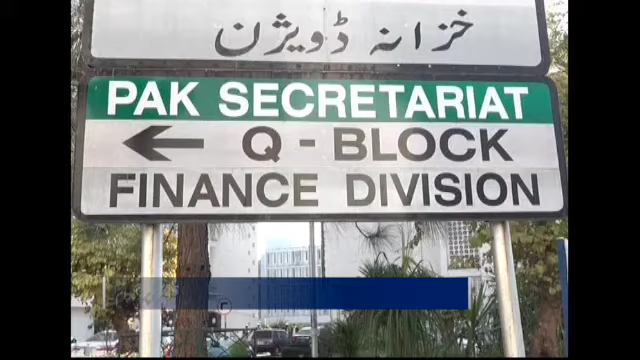 خزانہ ڈویژن
PAK SECRETARIAT
← Q - BLOCK
FINANCE DIVISION